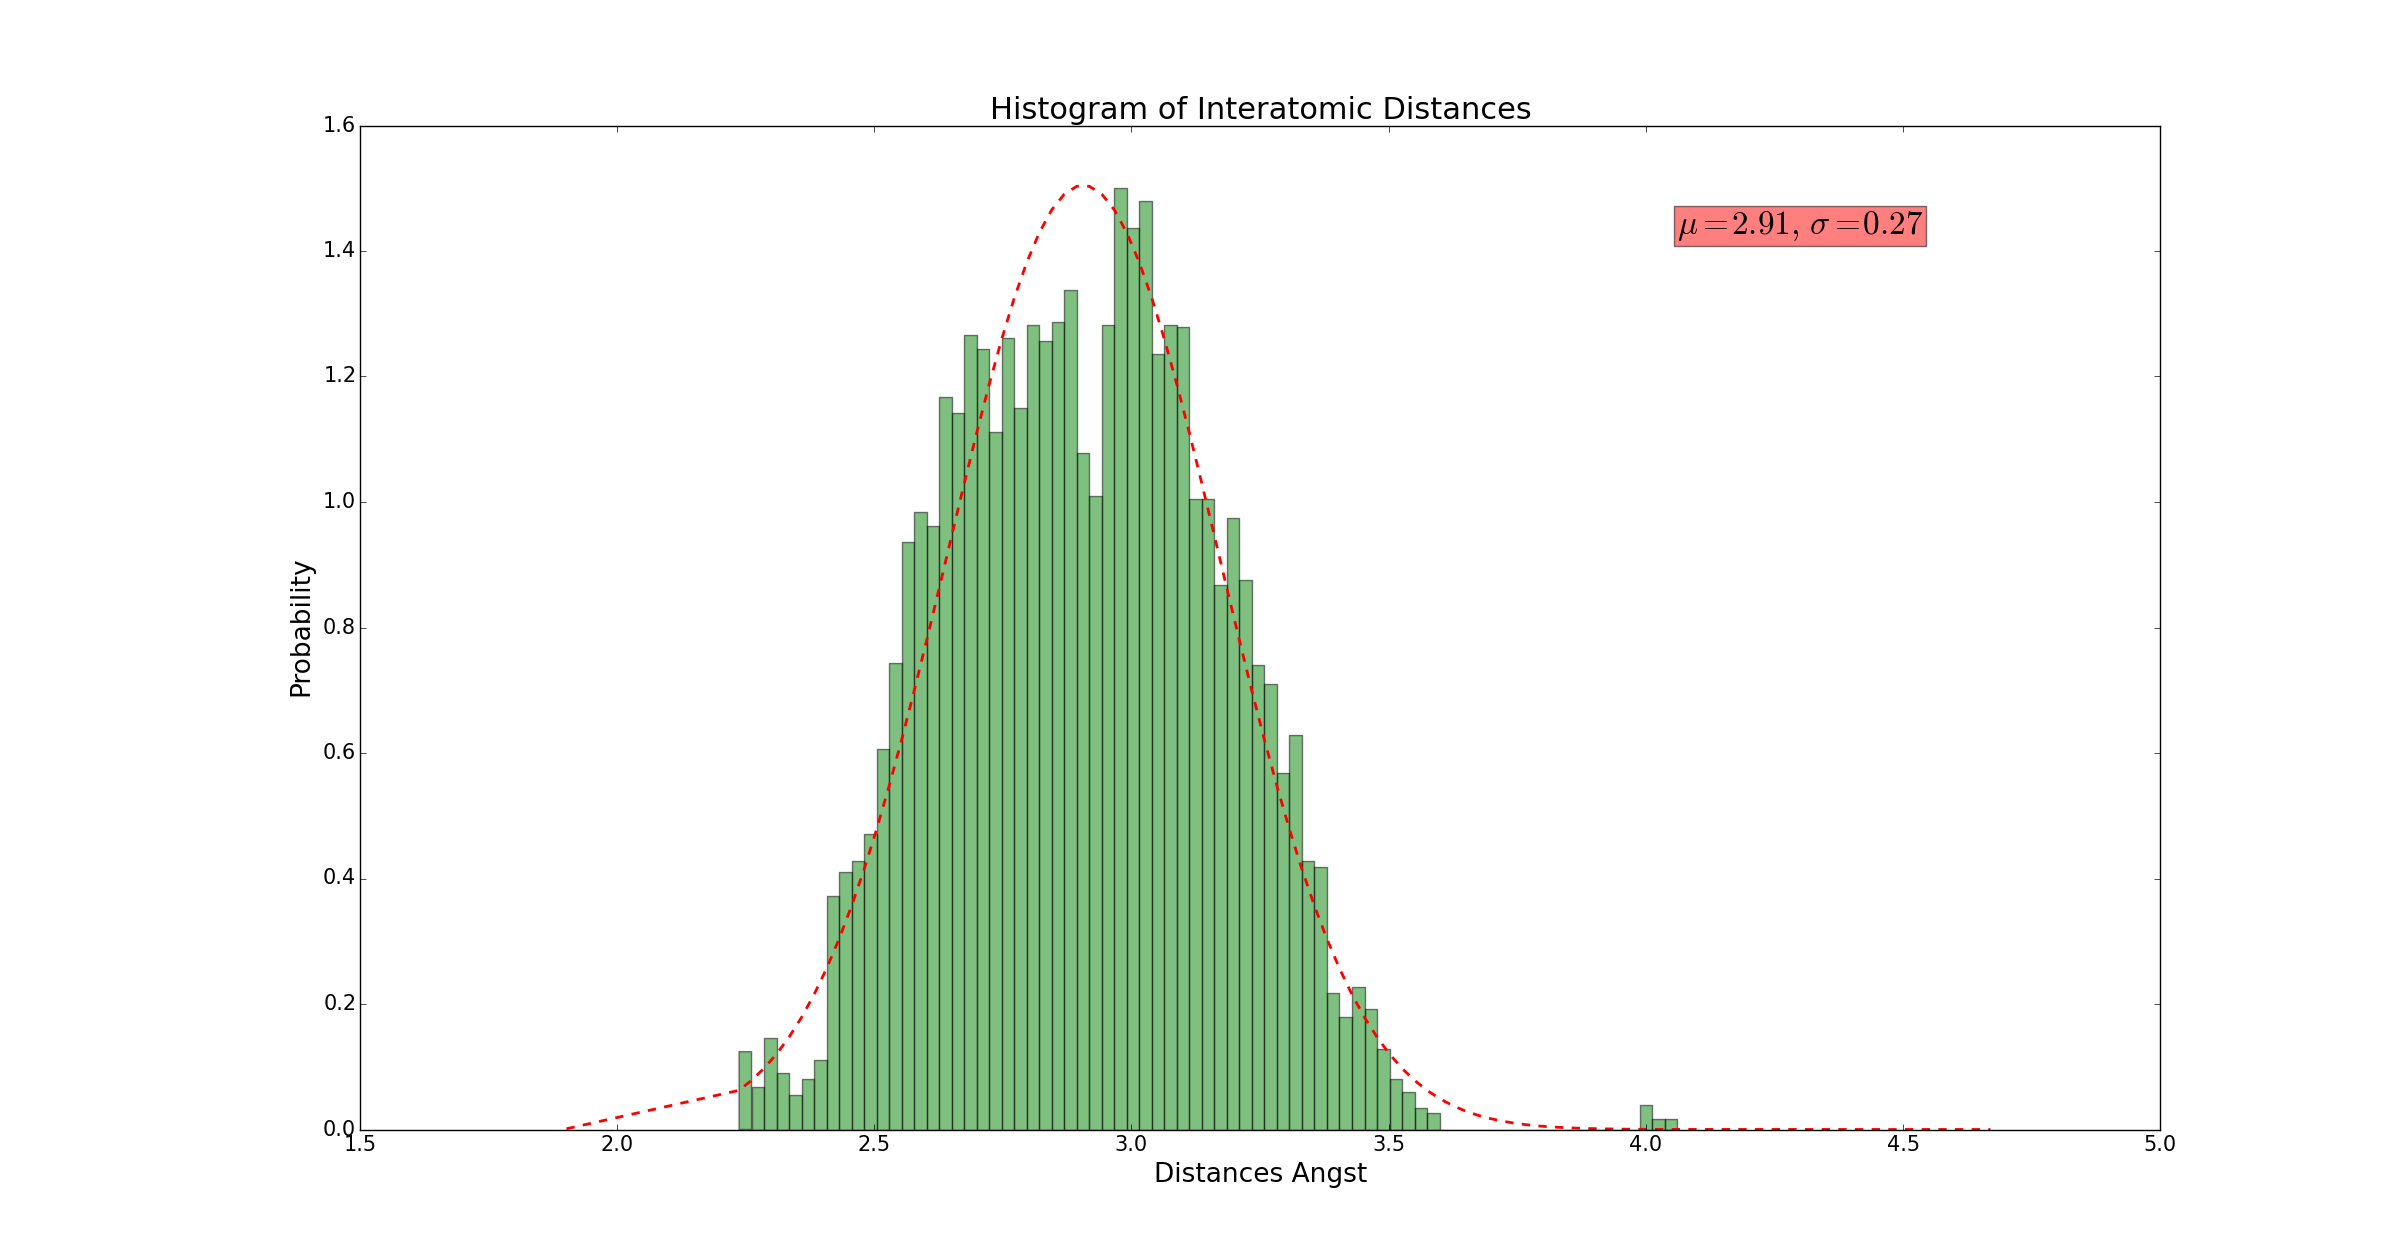 Histogram of Interatomic Distances
1.6
1.4
1.2
1.0
0.8
0.6
0.4
0.2
0.0
Probability
μ=2.91, σ=0.27
1.5 2.0 2.5 3.0 3.5 4.0 4.5 5.0
Distances Angst